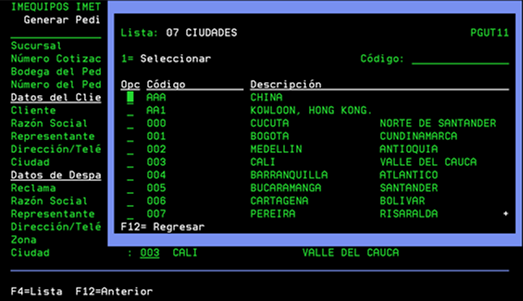 IMEQUIPOS IMET
Generar Pedi
Lista: 07 CIUDADES PGUT11
1= Seleccionar Código:
Opc Código Descripción
AAA CHINA
AA1 KOWLOON, HONG KONG.
000 CUCUTA NORTE DE SANTANDER
001 BOGOTA CUNDINAMARCA
002 MEDELLIN ANTIOQUIA
003 CALI VALLE DEL CAUCA
004 BARRANQUILLA ATLANTICO
005 BUCARAMANGA SANTANDER
006 CARTAGENA BOLIVAR
007 PEREIRA RISARALDA +
F12= Regresar
Sucursal
Número Cotizac
Bodega del Ped
Número del Ped
Datos del Clie
Cliente
Razón Social
Representante
Dirección/Telé
Ciudad
Datos de Despa
Reclama
Razón Social
Representante
Dirección/Telé
Zona
Ciudad : 003 CALI VALLE DEL CAUCA
F4=Lista F12=Anterior